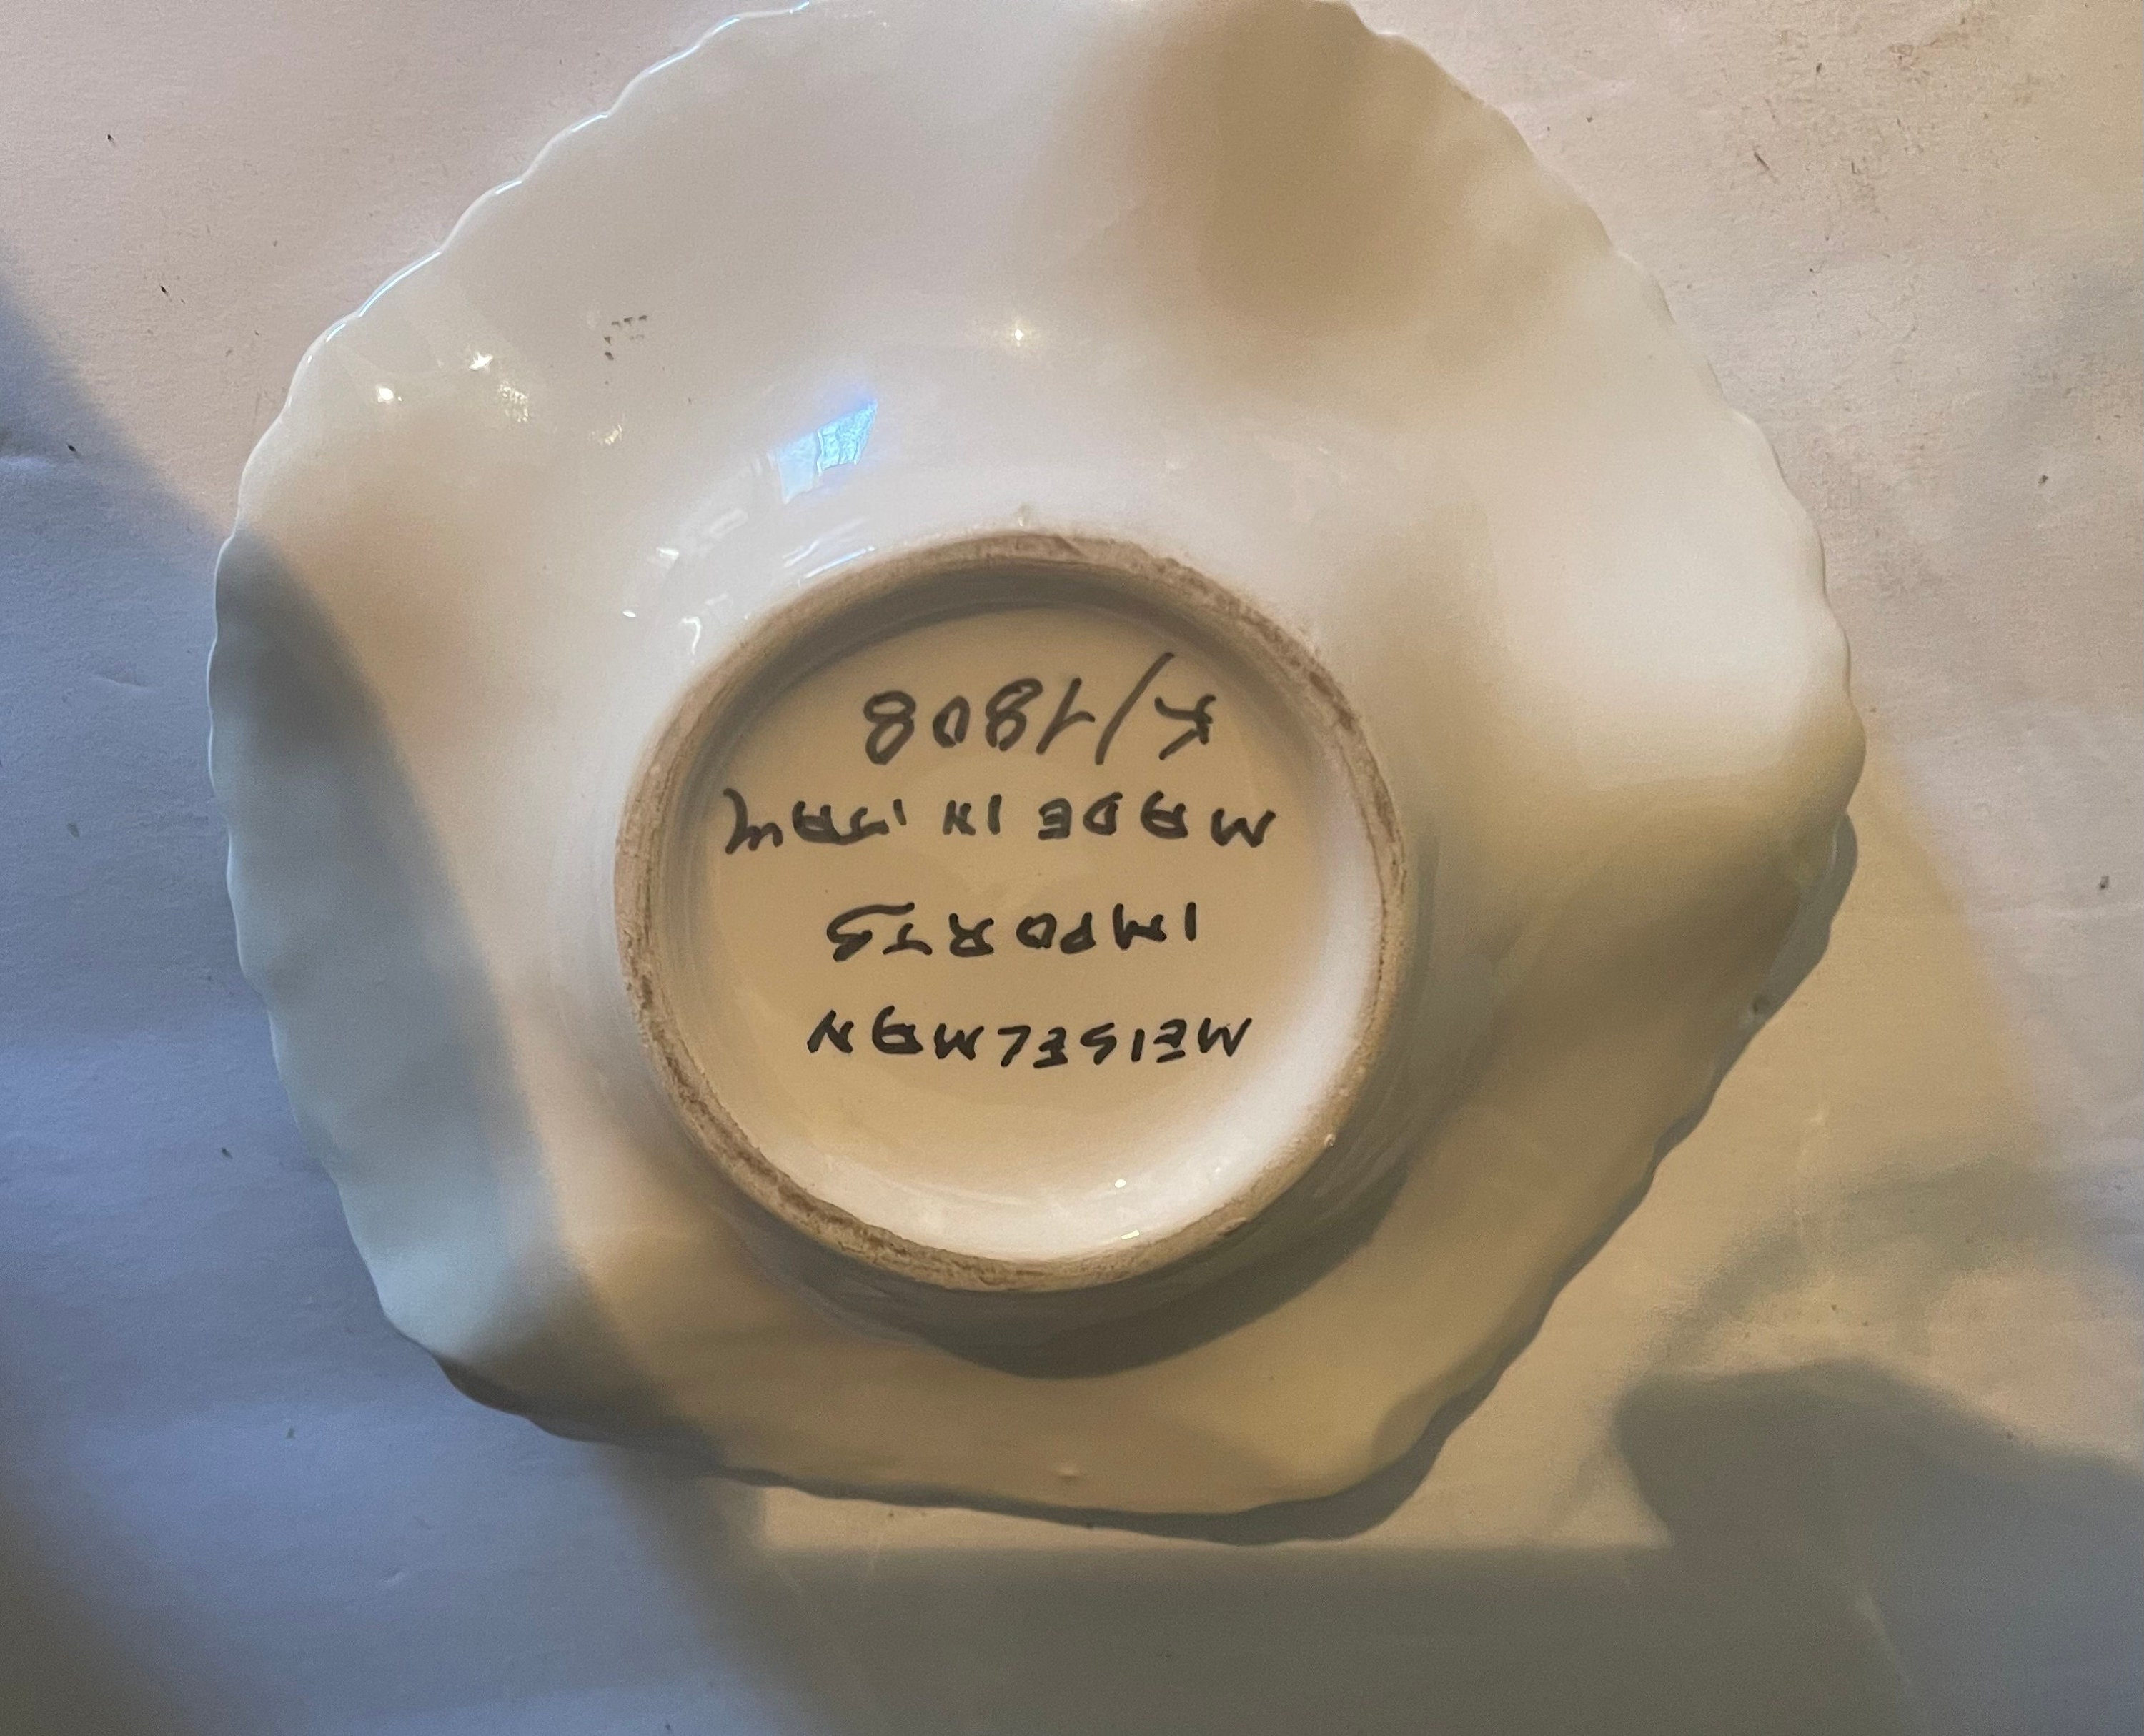 MEISELMAN
IMPORTS
MADE IN ITALY
K/1808